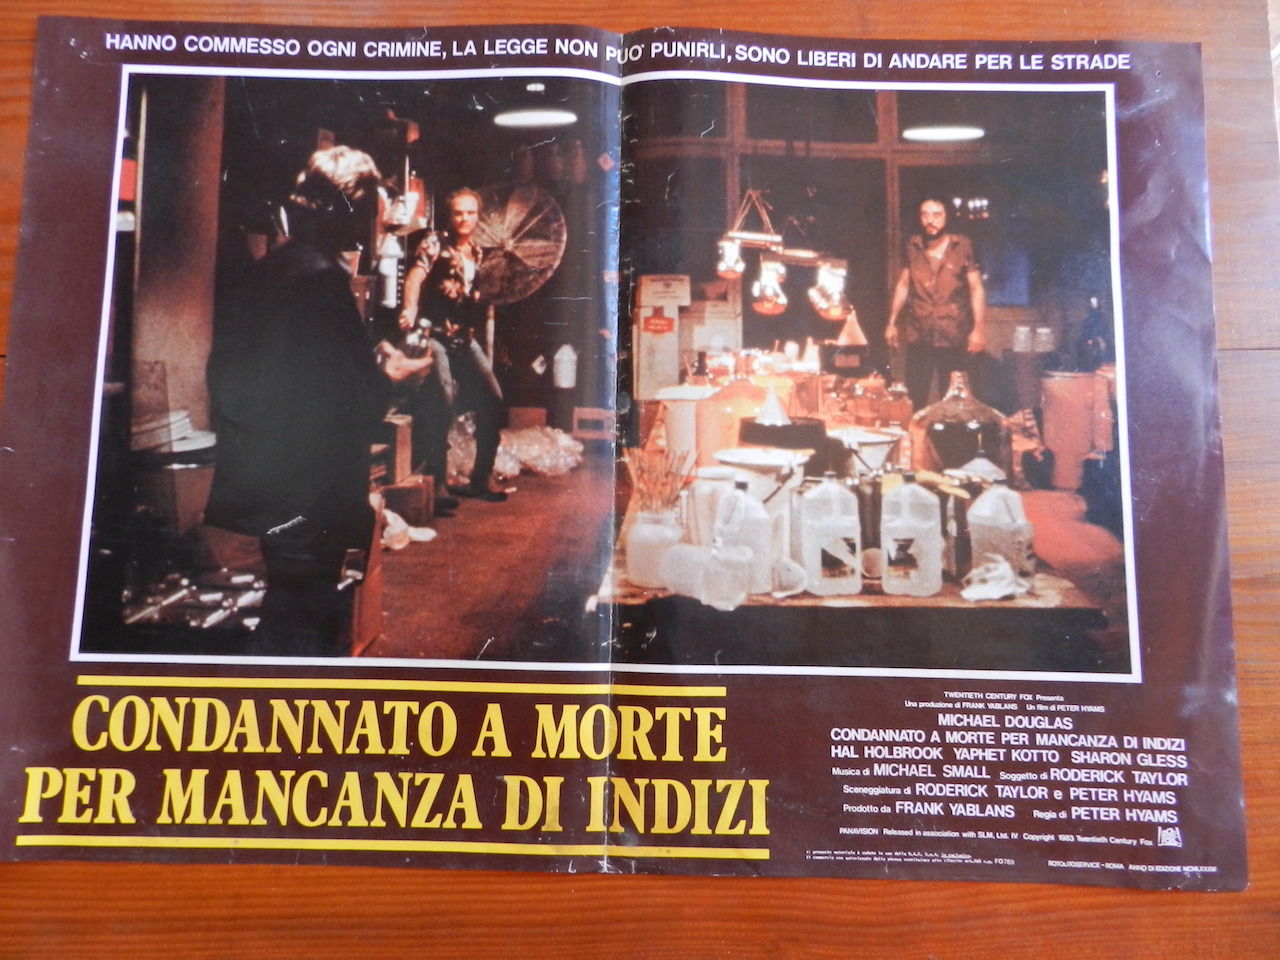 HANNO COMMESSO OGNI CRIMINE, LA LEGGE NON PUO' PUNIRLI, SONO LIBERI DI ANDARE PER LE STRADE
CONDANNATO A MORTE
PER MANCANZA DI INDIZI
TWENTIETH CENTURY FOX Presenta
Una produzione di FRANK YABLANS Un film di PETER HYAMS
MICHAEL DOUGLAS
CONDANNATO A MORTE PER MANCANZA DI INDIZI
HAL HOLBROOK YAPHET KOTTO SHARON GLESS
Musica di MICHAEL SMALL Soggetto di RODERICK TAYLOR
Sceneggiatura di RODERICK TAYLOR e PETER HYAMS
Prodotto da FRANK YABLANS Regia di PETER HYAMS
PANAVISION Released in association with SLM, Ltd. IV Copyright 1983 Twentieth Century Fox
ROTOLITOSERVICE - ROMA ANNO DI EDIZIONE